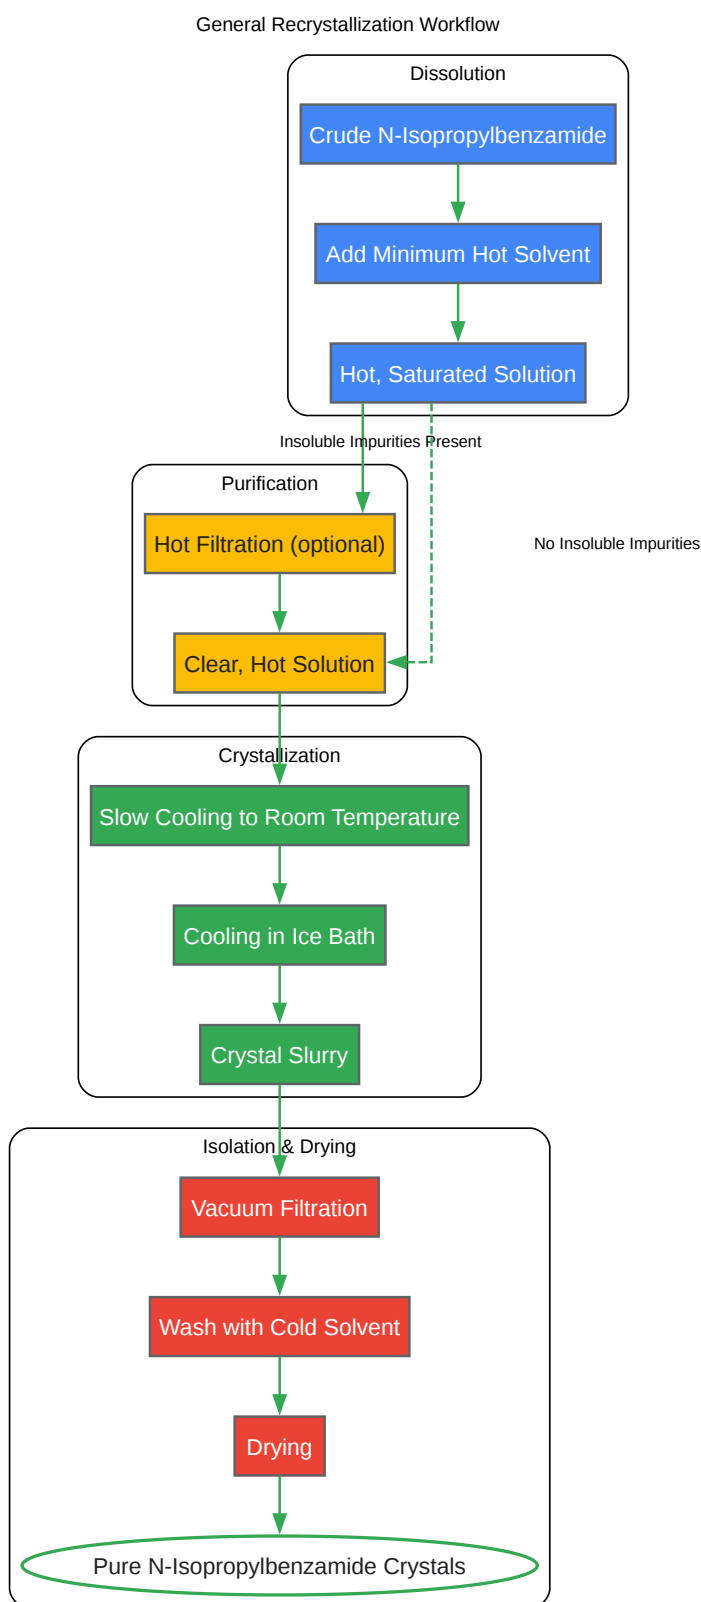 General Recrystallization Workflow
Dissolution
Crude N-Isopropylbenzamide
Add Minimum Hot Solvent
Hot, Saturated Solution
Insoluble Impurities Present
Purification
Hot Filtration (optional)
No Insoluble Impurities
Clear, Hot Solution
Crystallization
Slow Cooling to Room Temperature
Cooling in Ice Bath
Crystal Slurry
Isolation & Drying
Vacuum Filtration
Wash with Cold Solvent
Drying
Pure N-Isopropylbenzamide Crystals